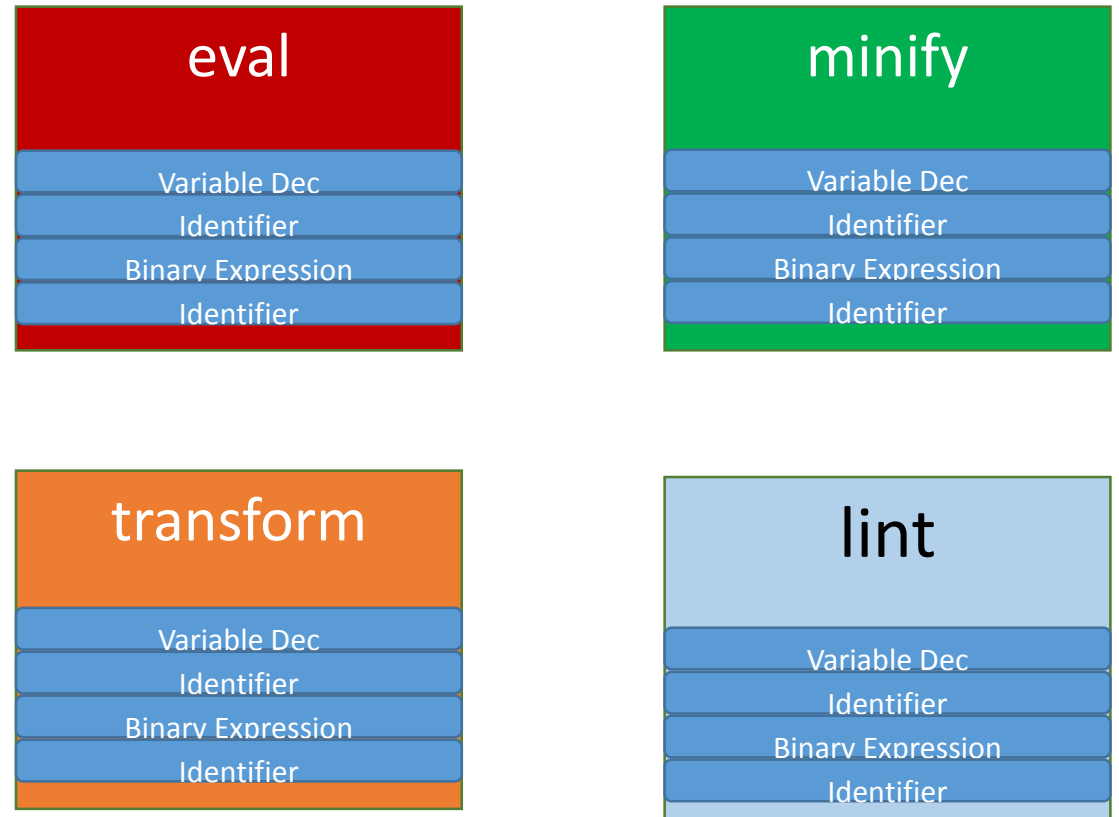 eval
Variable Dec
Identifier
Binary Expression
Identifier
minify
Variable Dec
Identifier
Binary Expression
Identifier
transform
Variable Dec
Identifier
Binary Expression
Identifier
lint
Variable Dec
Identifier
Binary Expression
Identifier